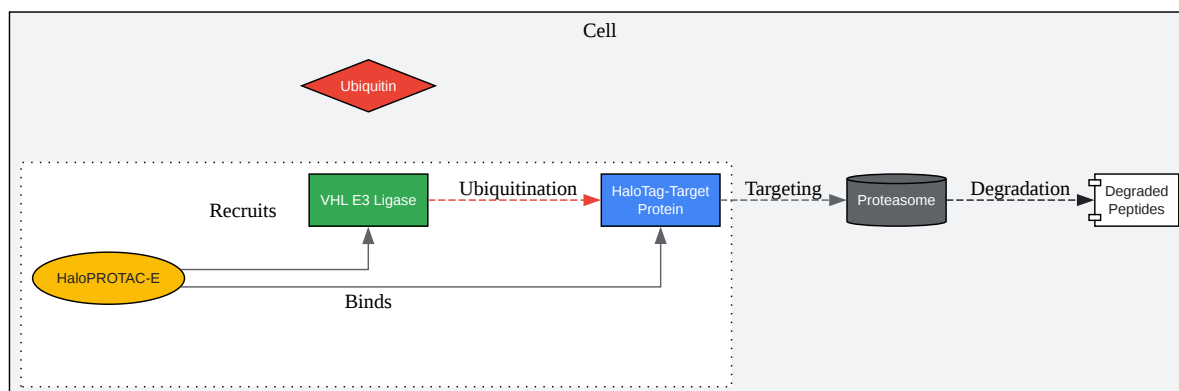 Cell
Ubiquitin
Recruits
VHL E3 Ligase
Ubiquitination
HaloTag-Target
Protein
Targeting
Proteasome
Degradation
Degraded
Peptides
HaloPROTAC-E
Binds